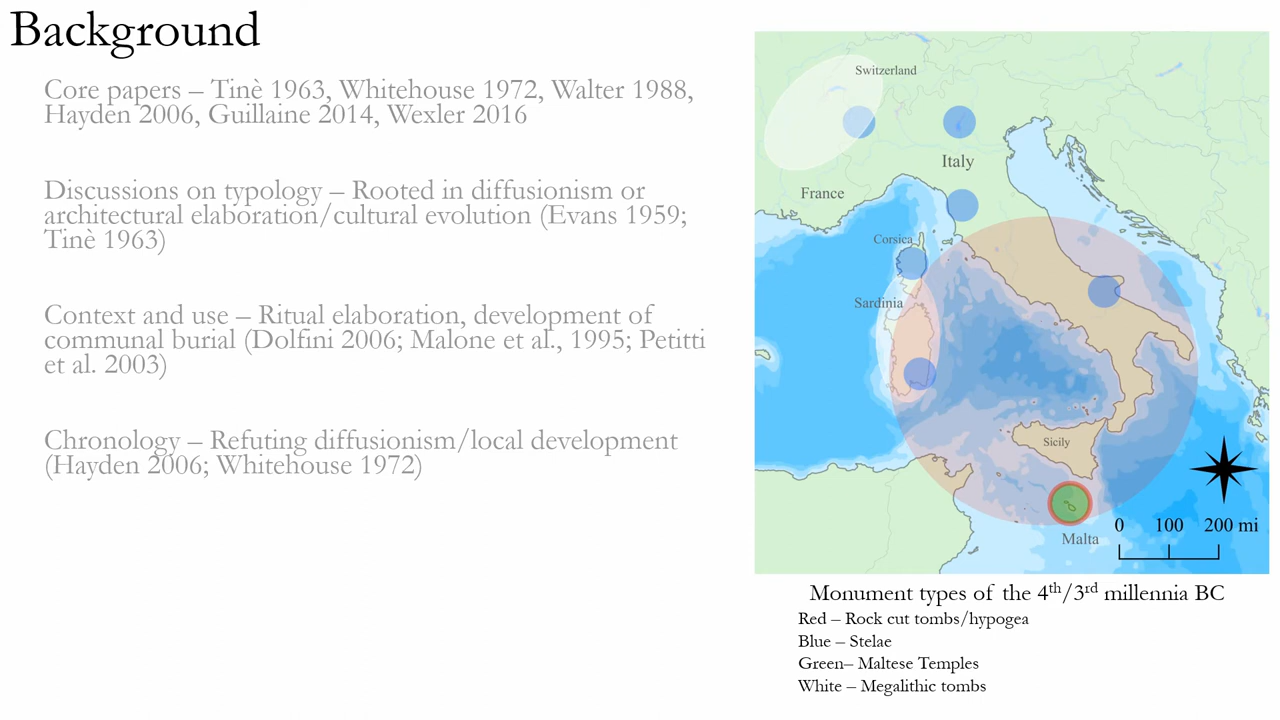 Background
Core papers – Tinè 1963, Whitehouse 1972, Walter 1988,
Hayden 2006, Guillaine 2014, Wexler 2016
Discussions on typology – Rooted in diffusionism or
architectural elaboration/cultural evolution (Evans 1959;
Tinè 1963)
Context and use – Ritual elaboration, development of
communal burial (Dolfini 2006; Malone et al., 1995; Petitti
et al. 2003)
Chronology – Refuting diffusionism/local development
(Hayden 2006; Whitehouse 1972)
Switzerland
Italy
France
Corsica
Sardinia
Sicily
Malta
0 100 200 mi
Monument types of the 4th/3rd millennia BC
Red – Rock cut tombs/hypogea
Blue – Stelae
Green– Maltese Temples
White – Megalithic tombs